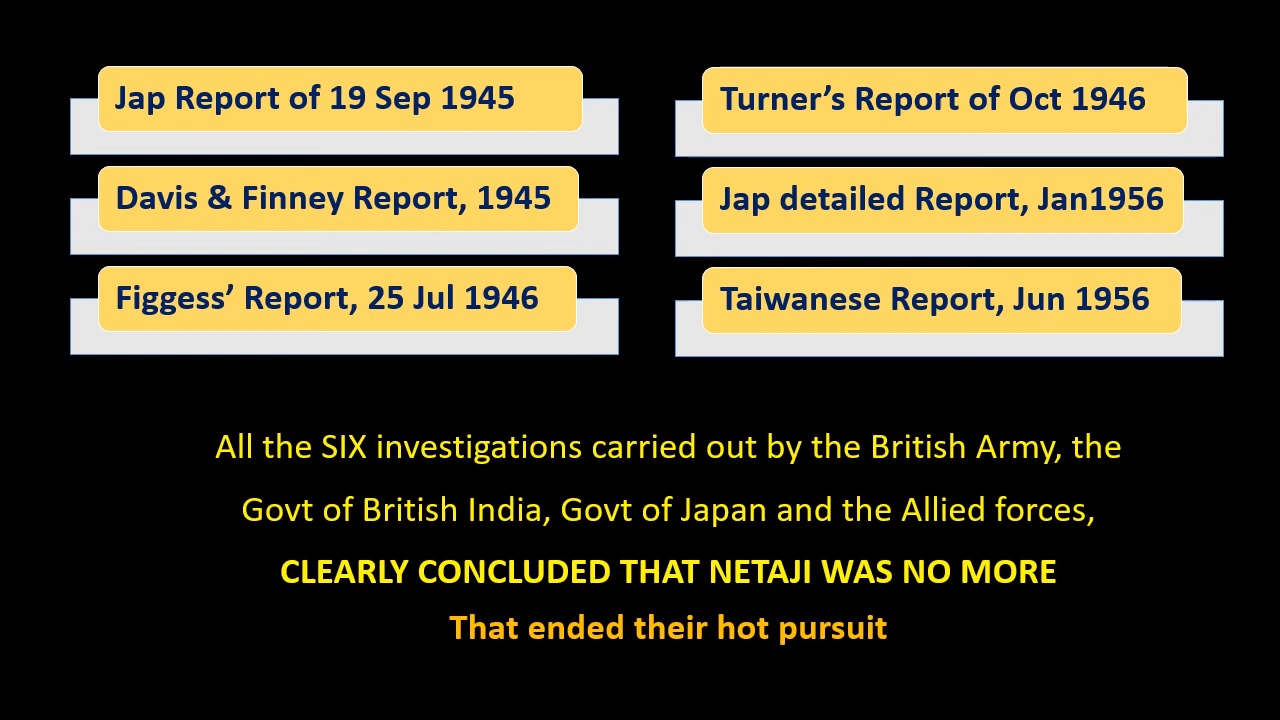 Jap Report of 19 Sep 1945
Davis & Finney Report, 1945
Figgess’ Report, 25 Jul 1946
Turner’s Report of Oct 1946
Jap detailed Report, Jan1956
Taiwanese Report, Jun 1956
All the SIX investigations carried out by the British Army, the
Govt of British India, Govt of Japan and the Allied forces,
CLEARLY CONCLUDED THAT NETAJI WAS NO MORE
That ended their hot pursuit